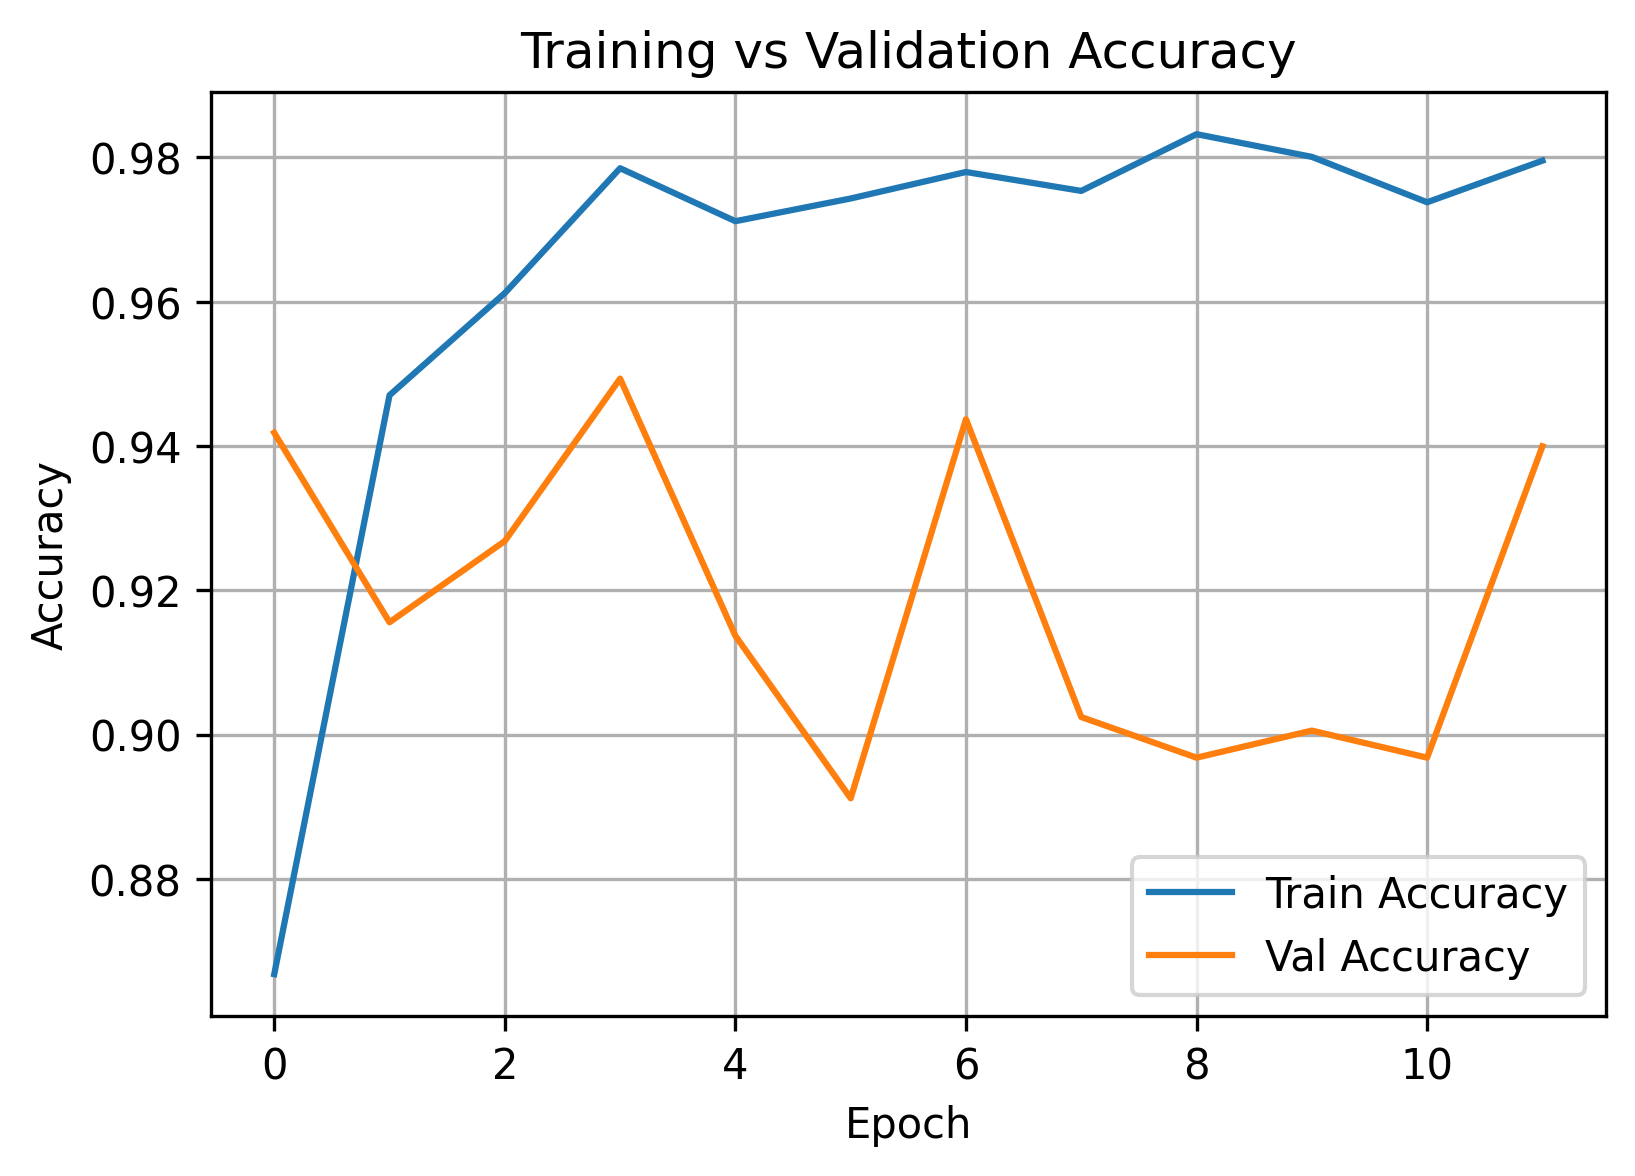 Training vs Validation Accuracy
0.98
0.96
0.94
0.92
0.90
0.88
Accuracy
Train Accuracy
Val Accuracy
0 2 4 6 8 10
Epoch